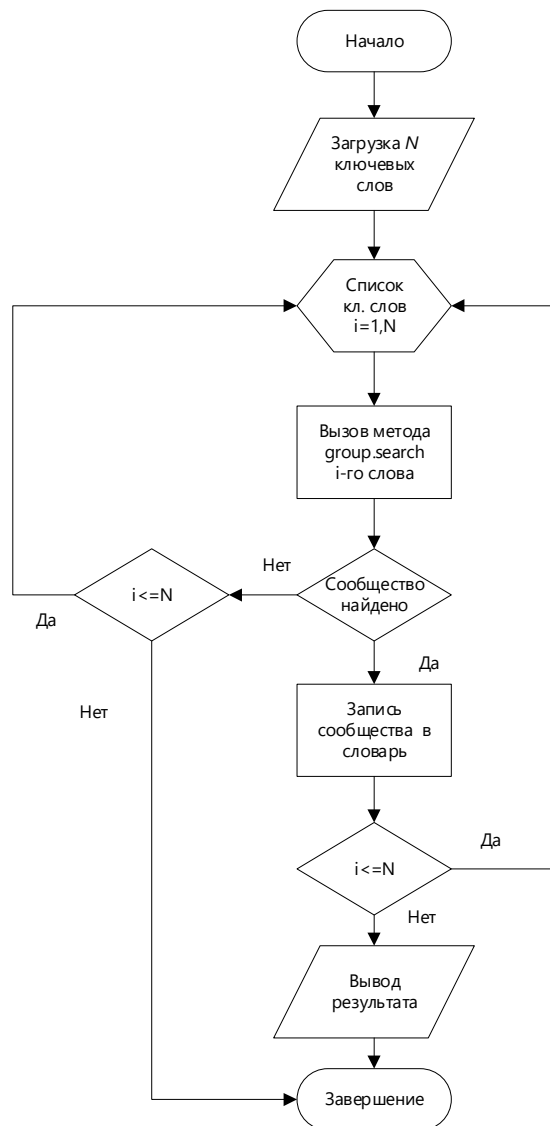 Начало
Загрузка N
ключевых
слов
Список
кл. слов
i=1,N
Вызов метода
group.search
i-го слова
Сообщество
найдено
Нет
i<=N
Да
Да
Нет
Запись
сообщества в
словарь
i<=N
Да
Нет
Вывод
результата
Завершение